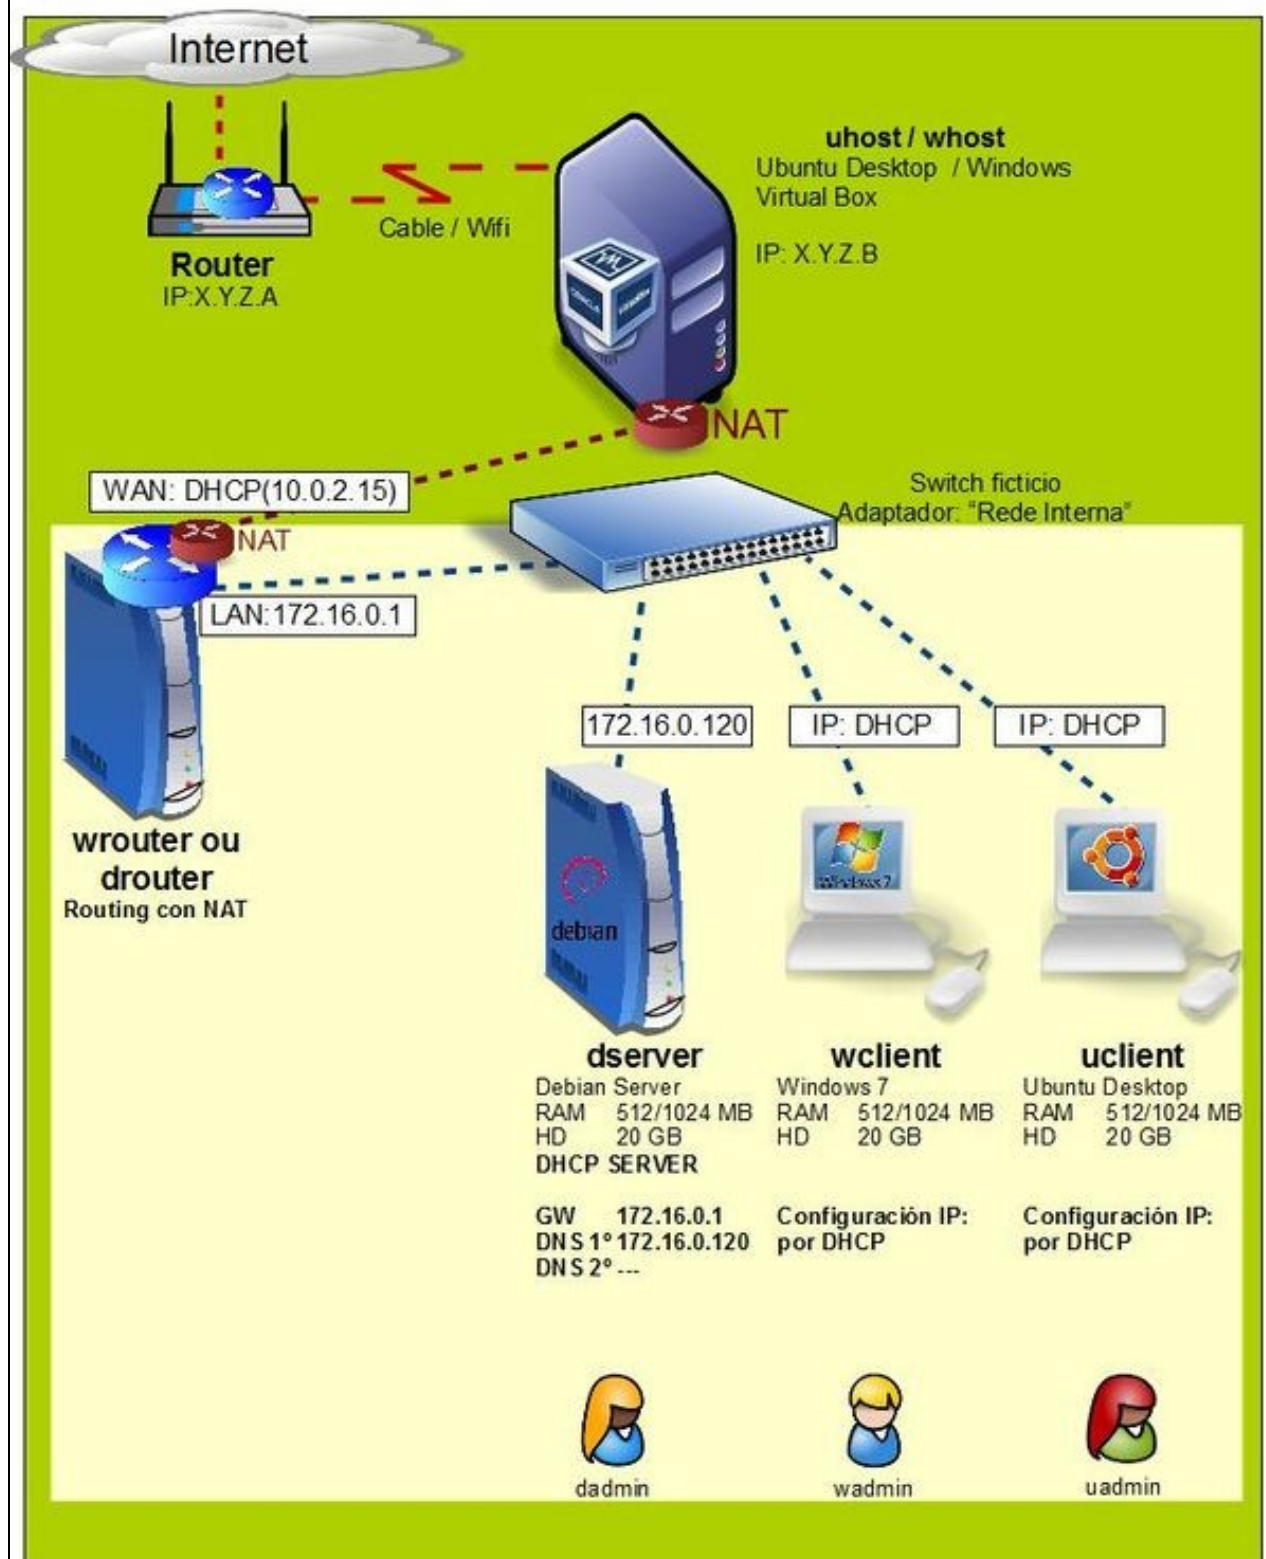 Internet
uhost / whost
Ubuntu Desktop / Windows
Virtual Box
IP: X.Y.Z.B
Cable / Wifi
Router
IP:X.Y.Z.A
NAT
WAN: DHCP(10.0.2.15)
Switch ficticio
Adaptador: "Rede Interna"
NAT
LAN:172.16.0.1
172.16.0.120
IP: DHCP
IP: DHCP
wrouter ou
drouter
Routing con NAT
Windows 7
debian
dserver
Debian Server
RAM 512/1024 MB
HD 20 GB
DHCP SERVER
GW 172.16.0.1
DNS 1º 172.16.0.120
DNS 2º ---
wclient
Windows 7
RAM 512/1024 MB
HD 20 GB
Configuración IP:
por DHCP
uclient
Ubuntu Desktop
RAM 512/1024 MB
HD 20 GB
Configuración IP:
por DHCP
dadmin
wadmin
uadmin